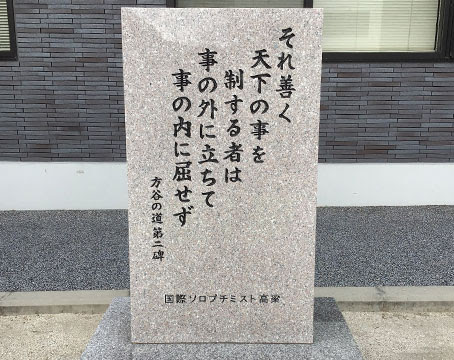 それ善く
天下の事を
制する者は
事の外に立ちて
事の内に屈せず
方谷の道 第二碑
国際ソロプチミスト高梁